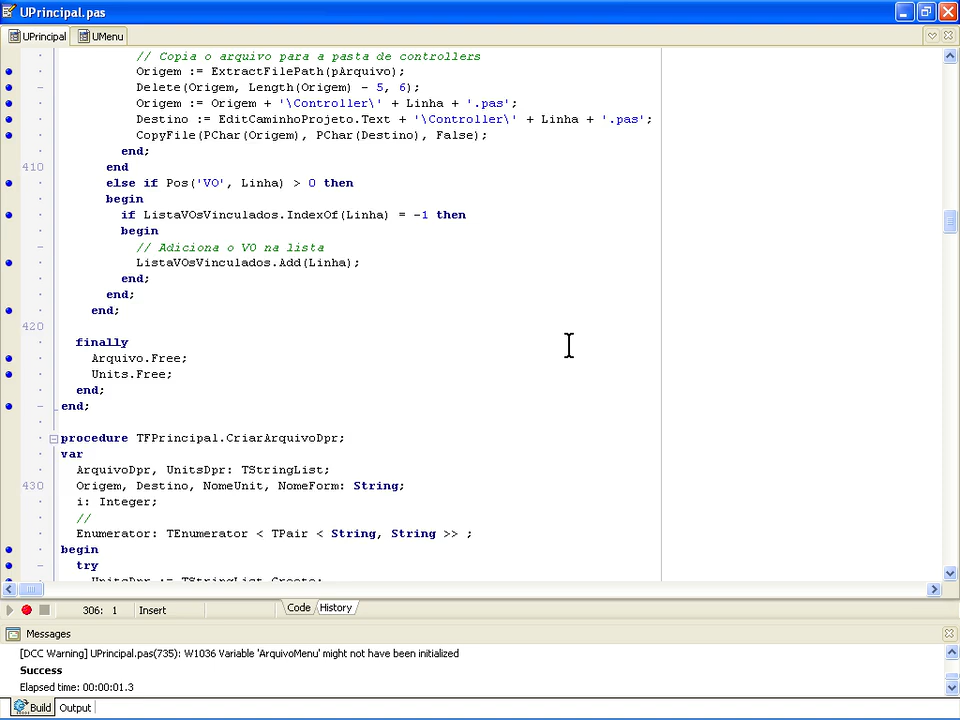 UPrincipal.pas
UPrincipal UMenu
// Copia o arquivo para a pasta de controllers
Origem := ExtractFilePath(pArquivo);
Delete(Origem, Length(Origem) - 5, 6);
Origem := Origem + '\Controller\' + Linha + '.pas';
Destino := EditCaminhoProjeto.Text + '\Controller\' + Linha + '.pas';
CopyFile(PChar(Origem), PChar(Destino), False);
end;
410 end
else if Pos('VO', Linha) > 0 then
begin
if ListaVOsVinculados.IndexOf(Linha) = -1 then
begin
// Adiciona o VO na lista
ListaVOsVinculados.Add(Linha);
end;
end;
end;
420
finally
Arquivo.Free;
Units.Free;
end;
end;
procedure TFPrincipal.CriarArquivoDpr;
var
ArquivoDpr, UnitsDpr: TStringList;
430 Origem, Destino, NomeUnit, NomeForm: String;
i: Integer;
//
Enumerator: TEnumerator < TPair < String, String >> ;
begin
try
UnitsDpr := TStringList.Create;
306: 1 Insert Code History
Messages
[DCC Warning] UPrincipal.pas(735): W1036 Variable 'ArquivoMenu' might not have been initialized
Success
Elapsed time: 00:00:01.3
Build Output